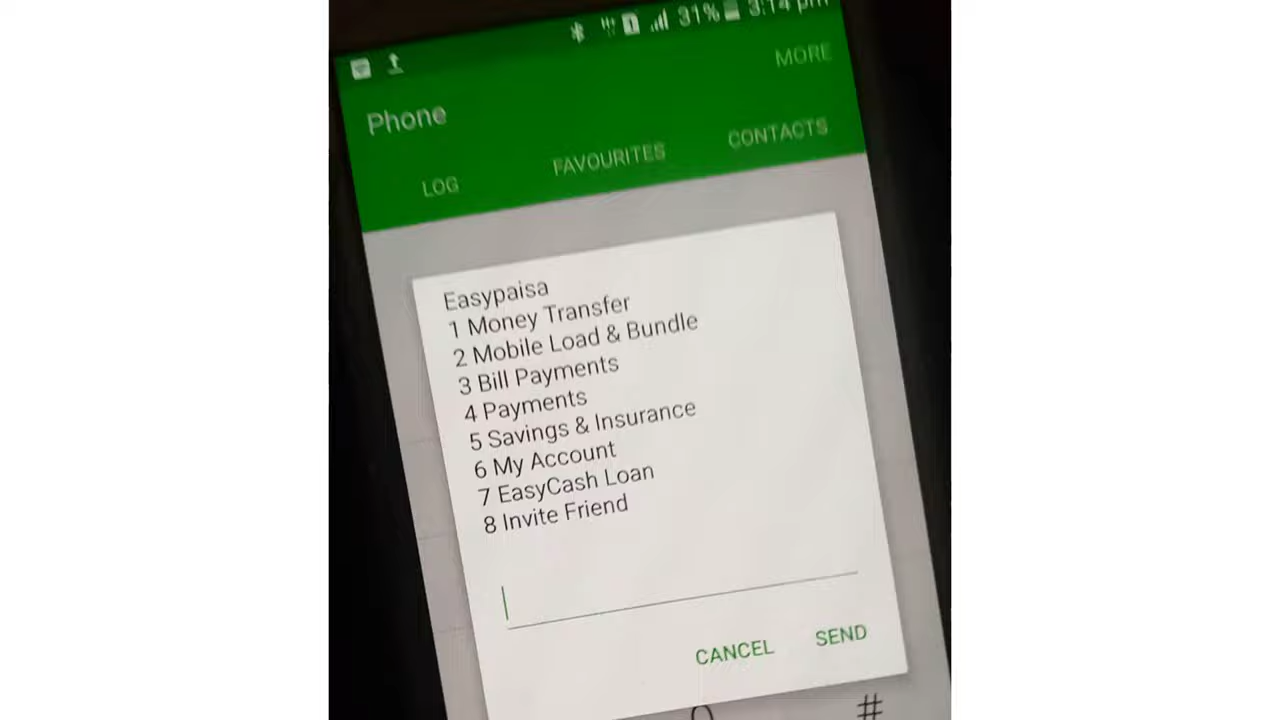 31% 3:14 pm
MORE
Phone
LOG FAVOURITES CONTACTS
Easypaisa
1 Money Transfer
2 Mobile Load & Bundle
3 Bill Payments
4 Payments
5 Savings & Insurance
6 My Account
7 EasyCash Loan
8 Invite Friend
CANCEL SEND
#